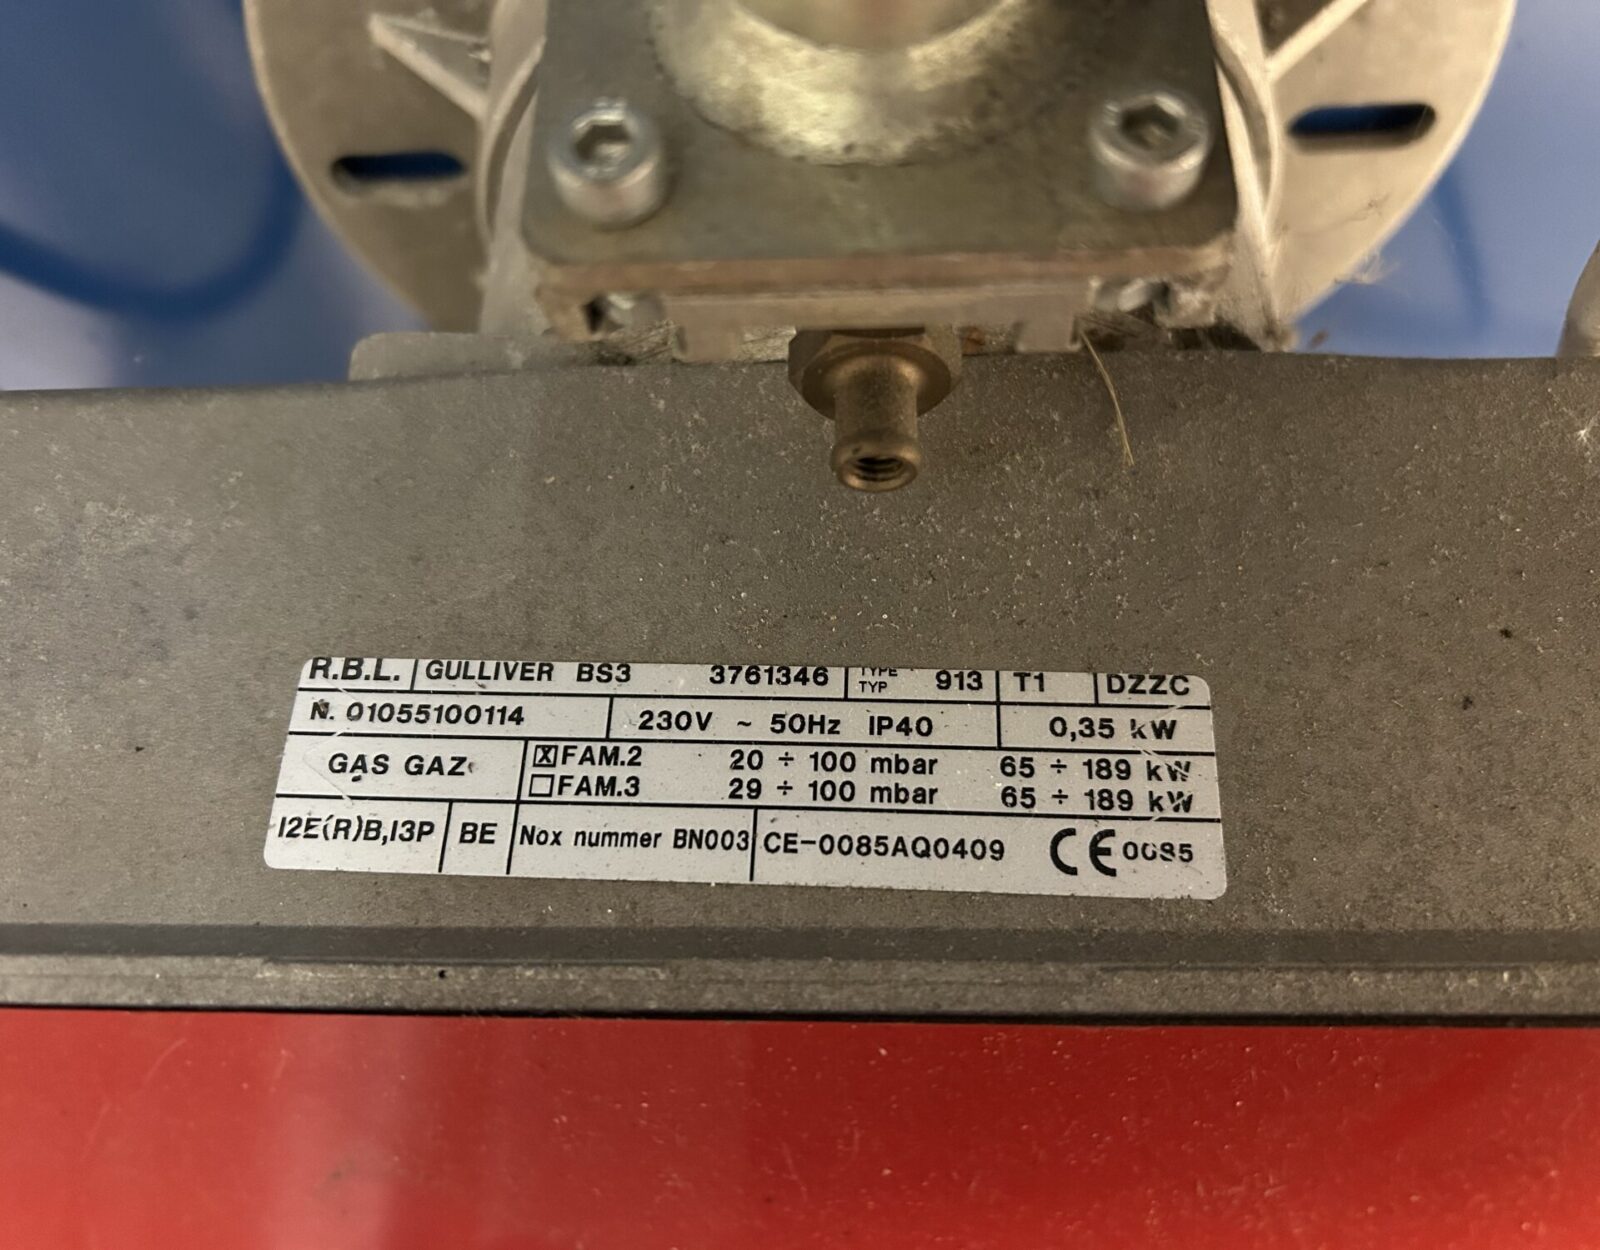 R.B.L. GULLIVER BS3 3761346 TYPE TYP 913 T1 DZZC
N. 01055100114 230V ~ 50Hz IP40 0,35 kW
GAS GAZ ☒FAM.2 20 ÷ 100 mbar 65 ÷ 189 kW
☐FAM.3 29 ÷ 100 mbar 65 ÷ 189 kW
I2E(R)B,I3P BE Nox nummer BN003 CE-0085AQ0409 CE 0085